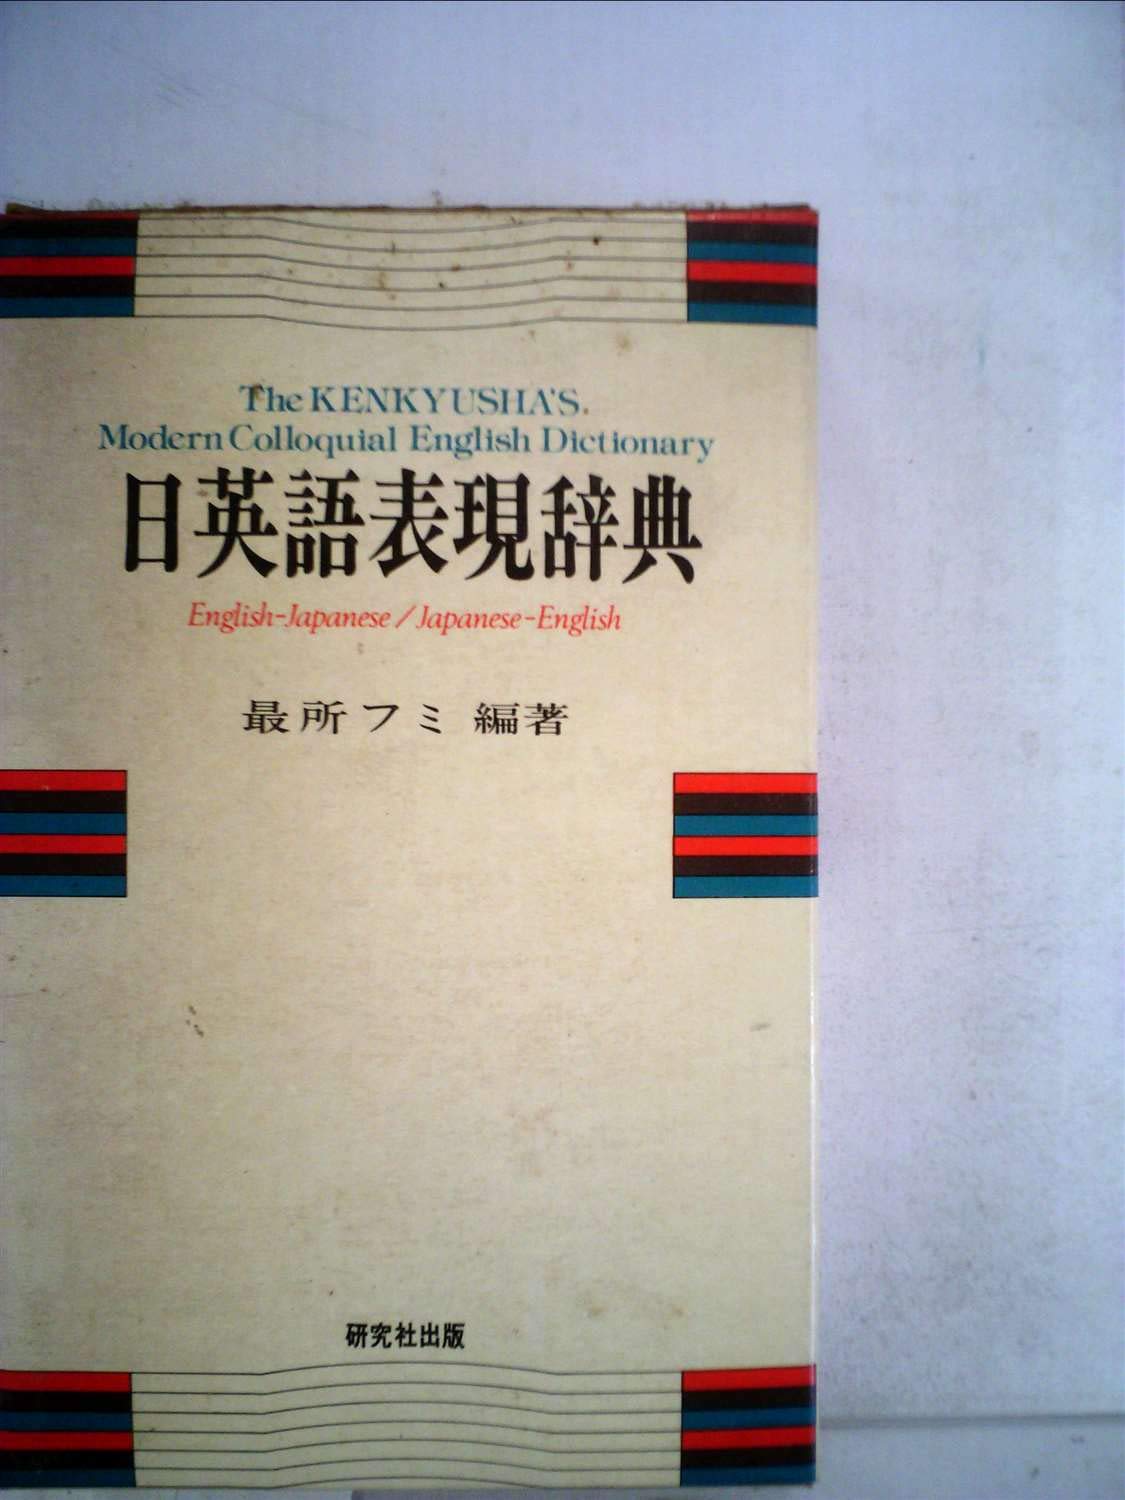 The KENKYUSHA'S
Modern Colloquial English Dictionary
日英語表現辞典
English-Japanese / Japanese-English
最所フミ 編著
研究社出版